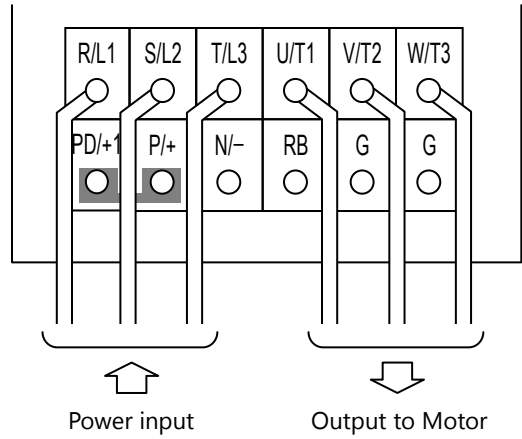 R/L1 S/L2 T/L3 U/T1 V/T2 W/T3
PD/+1 P/+ N/− RB G G
Power input Output to Motor